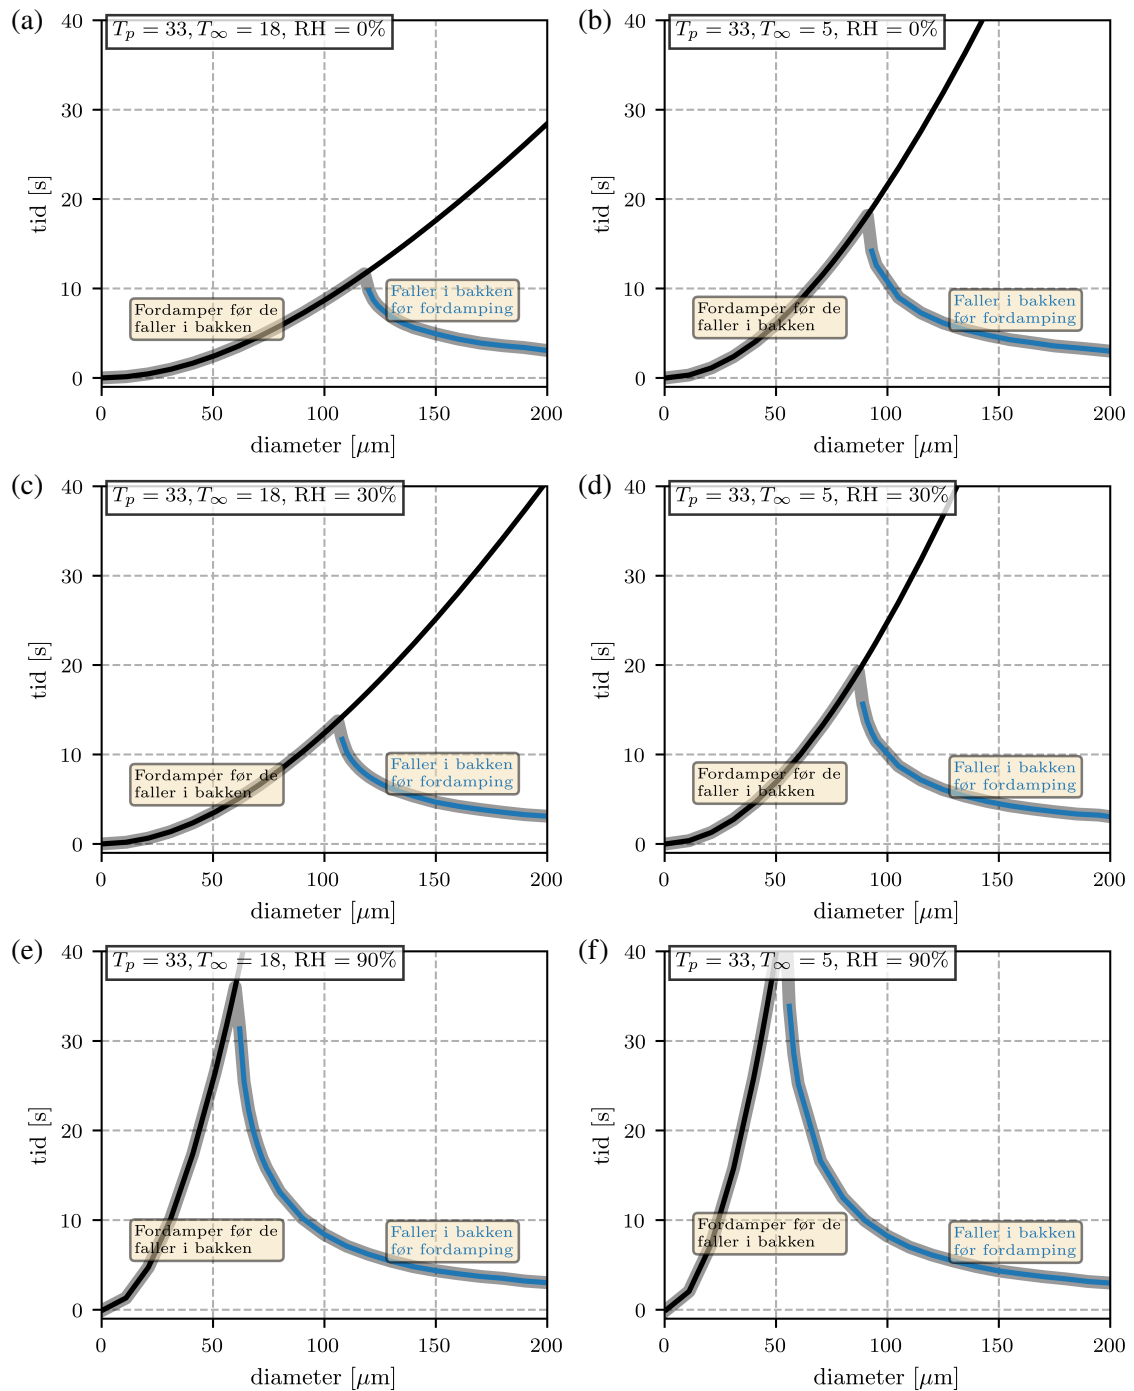 (a)
T_p = 33, T_∞ = 18, RH = 0%
40
30
20
10
0
tid [s]
Fordamper før de
faller i bakken
Faller i bakken
før fordamping
0 50 100 150 200
diameter [μm]
(b)
T_p = 33, T_∞ = 5, RH = 0%
40
30
20
10
0
tid [s]
Fordamper før de
faller i bakken
Faller i bakken
før fordamping
0 50 100 150 200
diameter [μm]
(c)
T_p = 33, T_∞ = 18, RH = 30%
40
30
20
10
0
tid [s]
Fordamper før de
faller i bakken
Faller i bakken
før fordamping
0 50 100 150 200
diameter [μm]
(d)
T_p = 33, T_∞ = 5, RH = 30%
40
30
20
10
0
tid [s]
Fordamper før de
faller i bakken
Faller i bakken
før fordamping
0 50 100 150 200
diameter [μm]
(e)
T_p = 33, T_∞ = 18, RH = 90%
40
30
20
10
0
tid [s]
Fordamper før de
faller i bakken
Faller i bakken
før fordamping
0 50 100 150 200
diameter [μm]
(f)
T_p = 33, T_∞ = 5, RH = 90%
40
30
20
10
0
tid [s]
Fordamper før de
faller i bakken
Faller i bakken
før fordamping
0 50 100 150 200
diameter [μm]